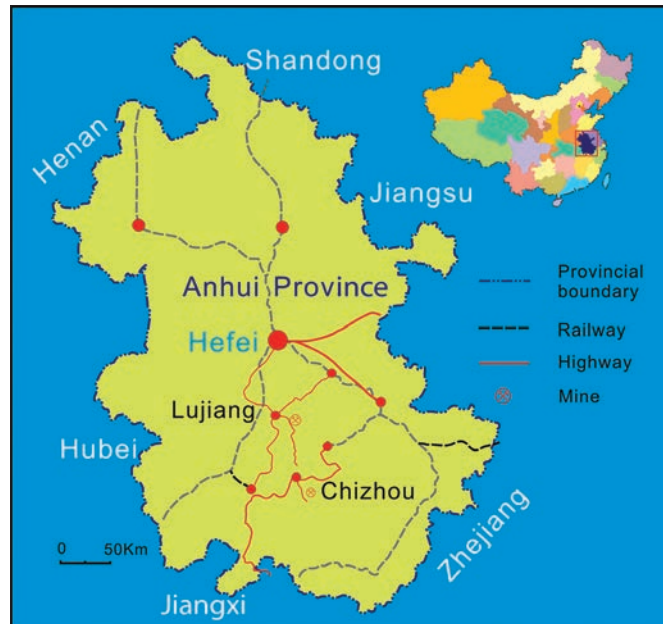 Shandong
Henan
Jiangsu
Anhui Province
Hefei
Lujiang
Hubei
Chizhou
Zhejiang
Jiangxi
0 50Km
Provincial
boundary
Railway
Highway
Mine